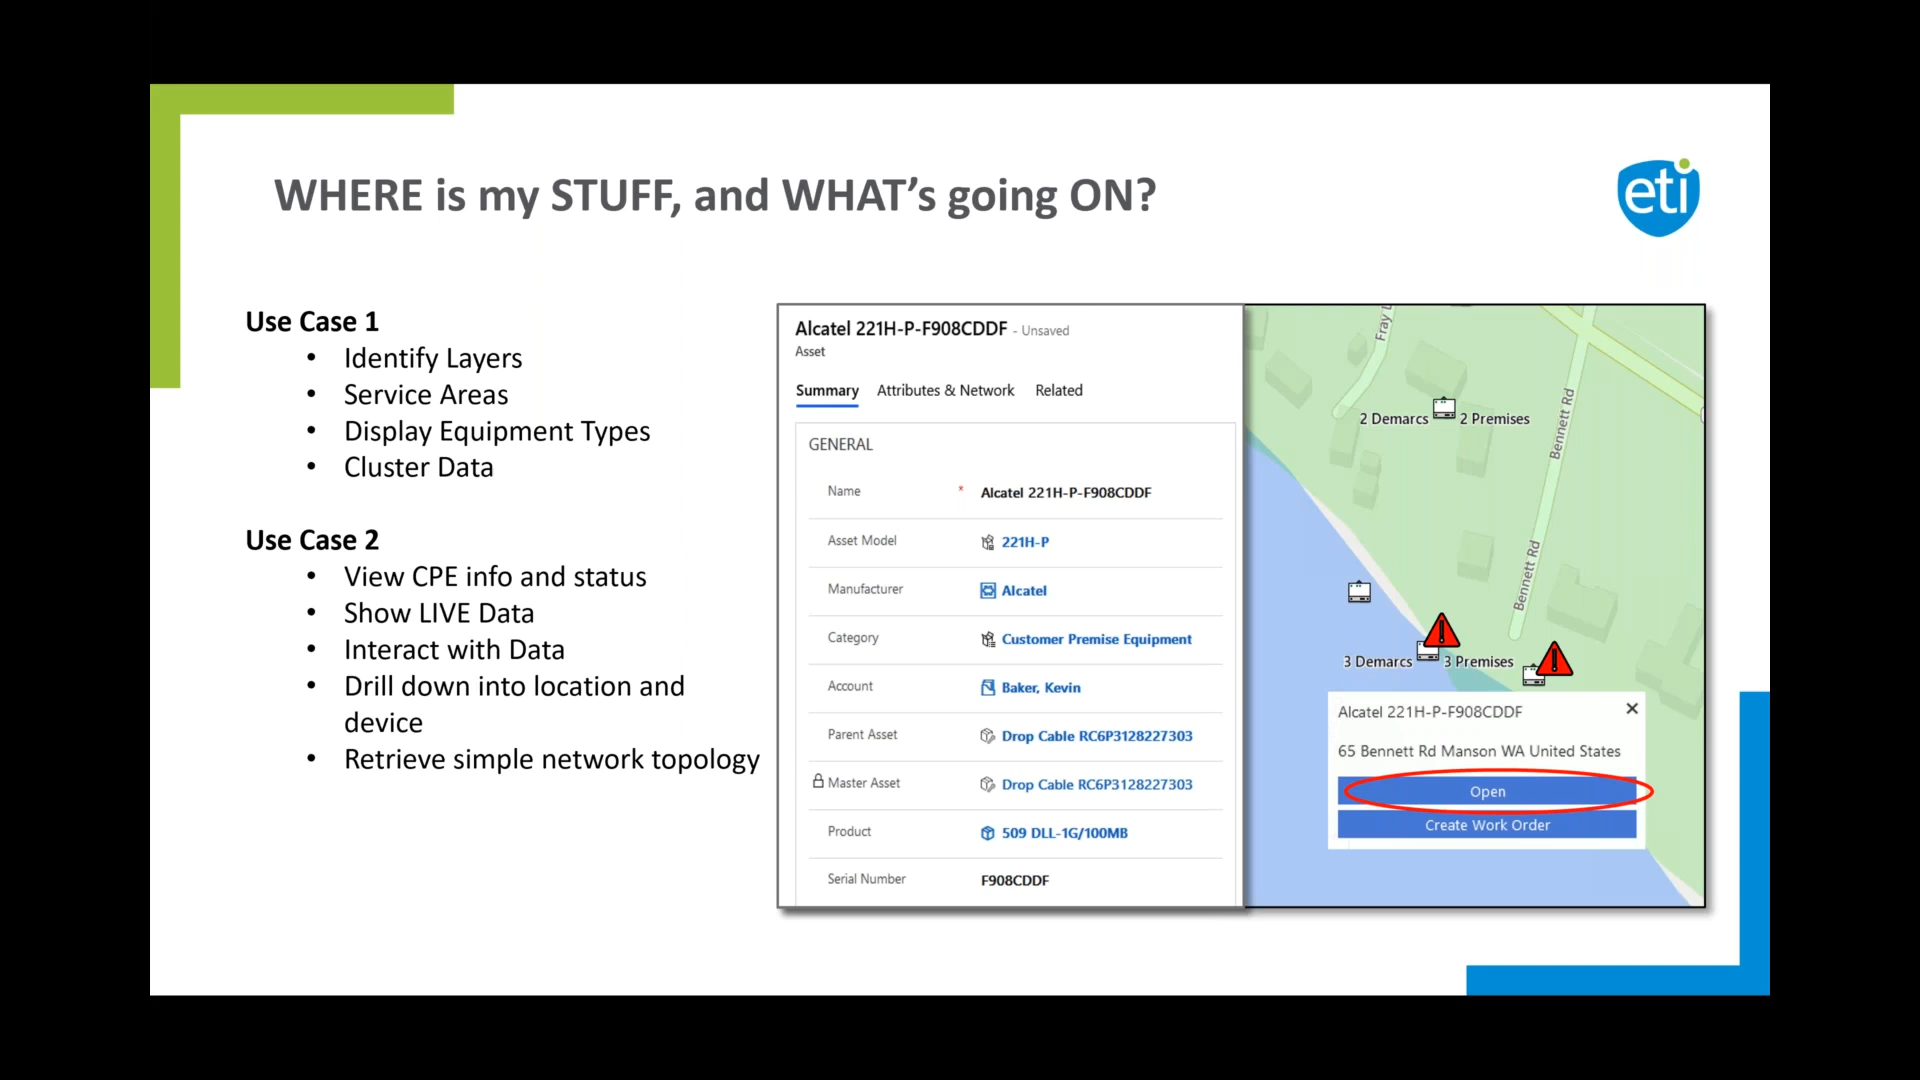 WHERE is my STUFF, and WHAT's going ON?
eti
Use Case 1
• Identify Layers
• Service Areas
• Display Equipment Types
• Cluster Data
Use Case 2
• View CPE info and status
• Show LIVE Data
• Interact with Data
• Drill down into location and
device
• Retrieve simple network topology
Alcatel 221H-P-F908CDDF - Unsaved
Asset
Summary Attributes & Network Related
GENERAL
Name * Alcatel 221H-P-F908CDDF
Asset Model 221H-P
Manufacturer Alcatel
Category Customer Premise Equipment
Account Baker, Kevin
Parent Asset Drop Cable RC6P3128227303
Master Asset Drop Cable RC6P3128227303
Product 509 DLL-1G/100MB
Serial Number F908CDDF
Fray L
2 Demarcs 2 Premises
Bennett Rd
Bennett Rd
3 Demarcs 3 Premises
Alcatel 221H-P-F908CDDF
65 Bennett Rd Manson WA United States
Open
Create Work Order